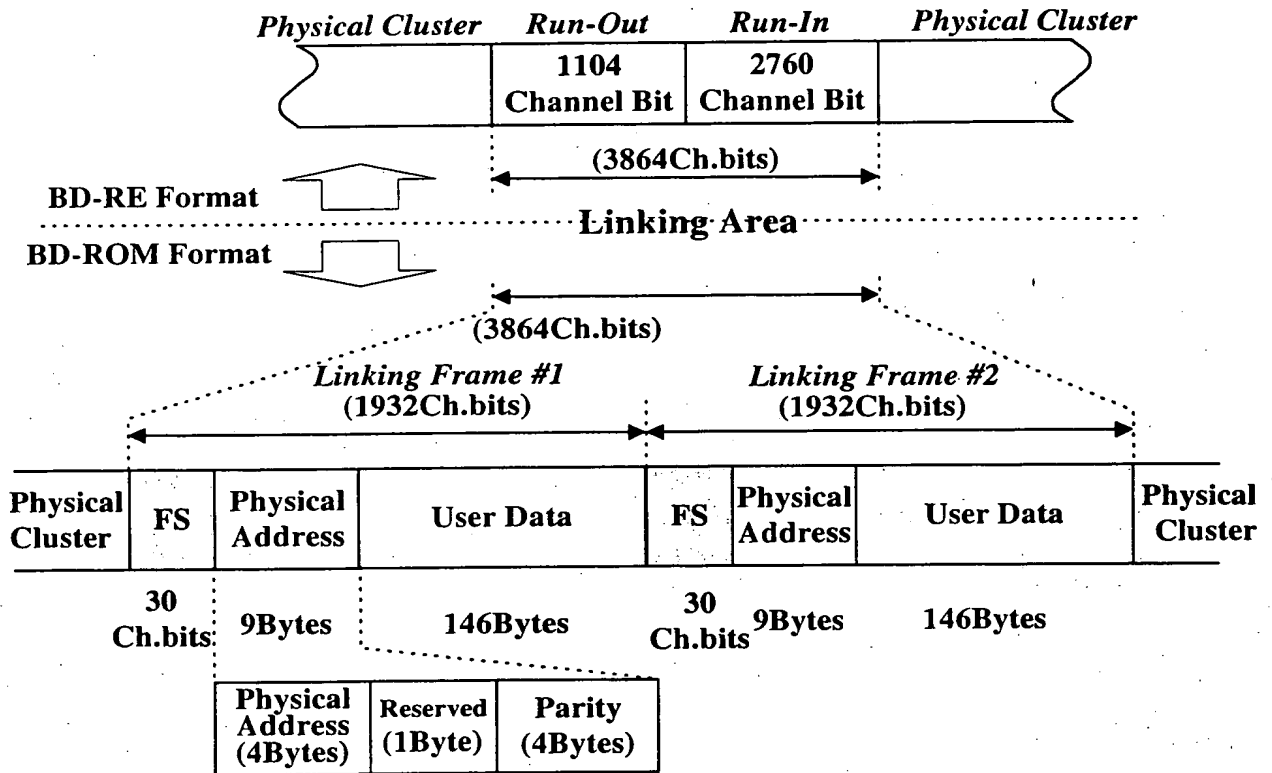 Physical Cluster Run-Out Run-In Physical Cluster
1104 Channel Bit
2760 Channel Bit
(3864Ch.bits)
BD-RE Format
Linking Area
BD-ROM Format
(3864Ch.bits)
Linking Frame #1
(1932Ch.bits)
Linking Frame #2
(1932Ch.bits)
Physical Cluster
FS
Physical Address
User Data
FS
Physical Address
User Data
Physical Cluster
30 Ch.bits
9Bytes
146Bytes
30 Ch.bits
9Bytes
146Bytes
Physical Address (4Bytes)
Reserved (1Byte)
Parity (4Bytes)